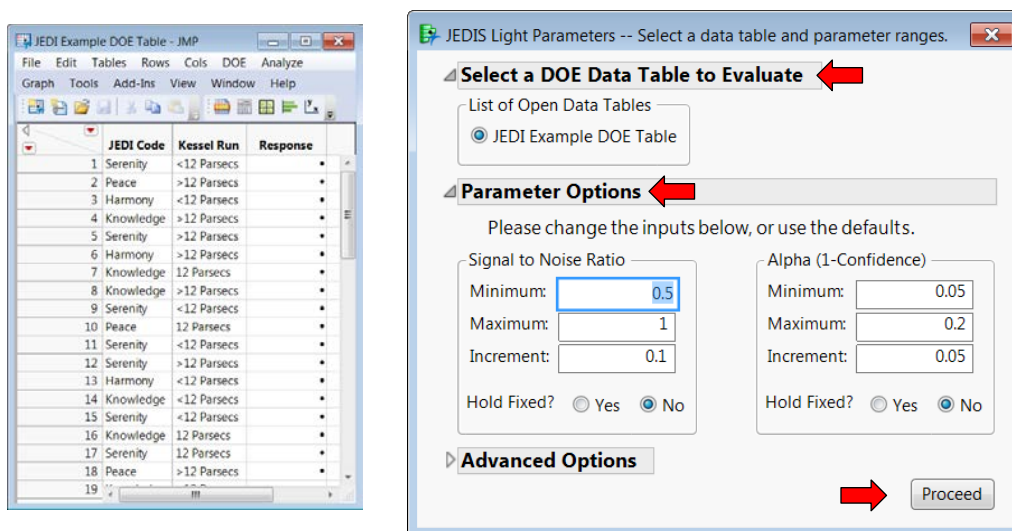 JEDI Example DOE Table - JMP
File Edit Tables Rows Cols DOE Analyze
Graph Tools Add-Ins View Window Help
JEDI Code Kessel Run Response
1 Serenity <12 Parsecs •
2 Peace >12 Parsecs •
3 Harmony <12 Parsecs •
4 Knowledge >12 Parsecs •
5 Serenity >12 Parsecs •
6 Harmony >12 Parsecs •
7 Knowledge 12 Parsecs •
8 Knowledge >12 Parsecs •
9 Serenity <12 Parsecs •
10 Peace 12 Parsecs •
11 Serenity <12 Parsecs •
12 Serenity >12 Parsecs •
13 Harmony <12 Parsecs •
14 Knowledge <12 Parsecs •
15 Serenity <12 Parsecs •
16 Knowledge 12 Parsecs •
17 Serenity 12 Parsecs •
18 Peace >12 Parsecs •
19
JEDIS Light Parameters -- Select a data table and parameter ranges.
Select a DOE Data Table to Evaluate
List of Open Data Tables
JEDI Example DOE Table
Parameter Options
Please change the inputs below, or use the defaults.
Signal to Noise Ratio
Minimum: 0.5
Maximum: 1
Increment: 0.1
Hold Fixed? Yes No
Alpha (1-Confidence)
Minimum: 0.05
Maximum: 0.2
Increment: 0.05
Hold Fixed? Yes No
Advanced Options
Proceed